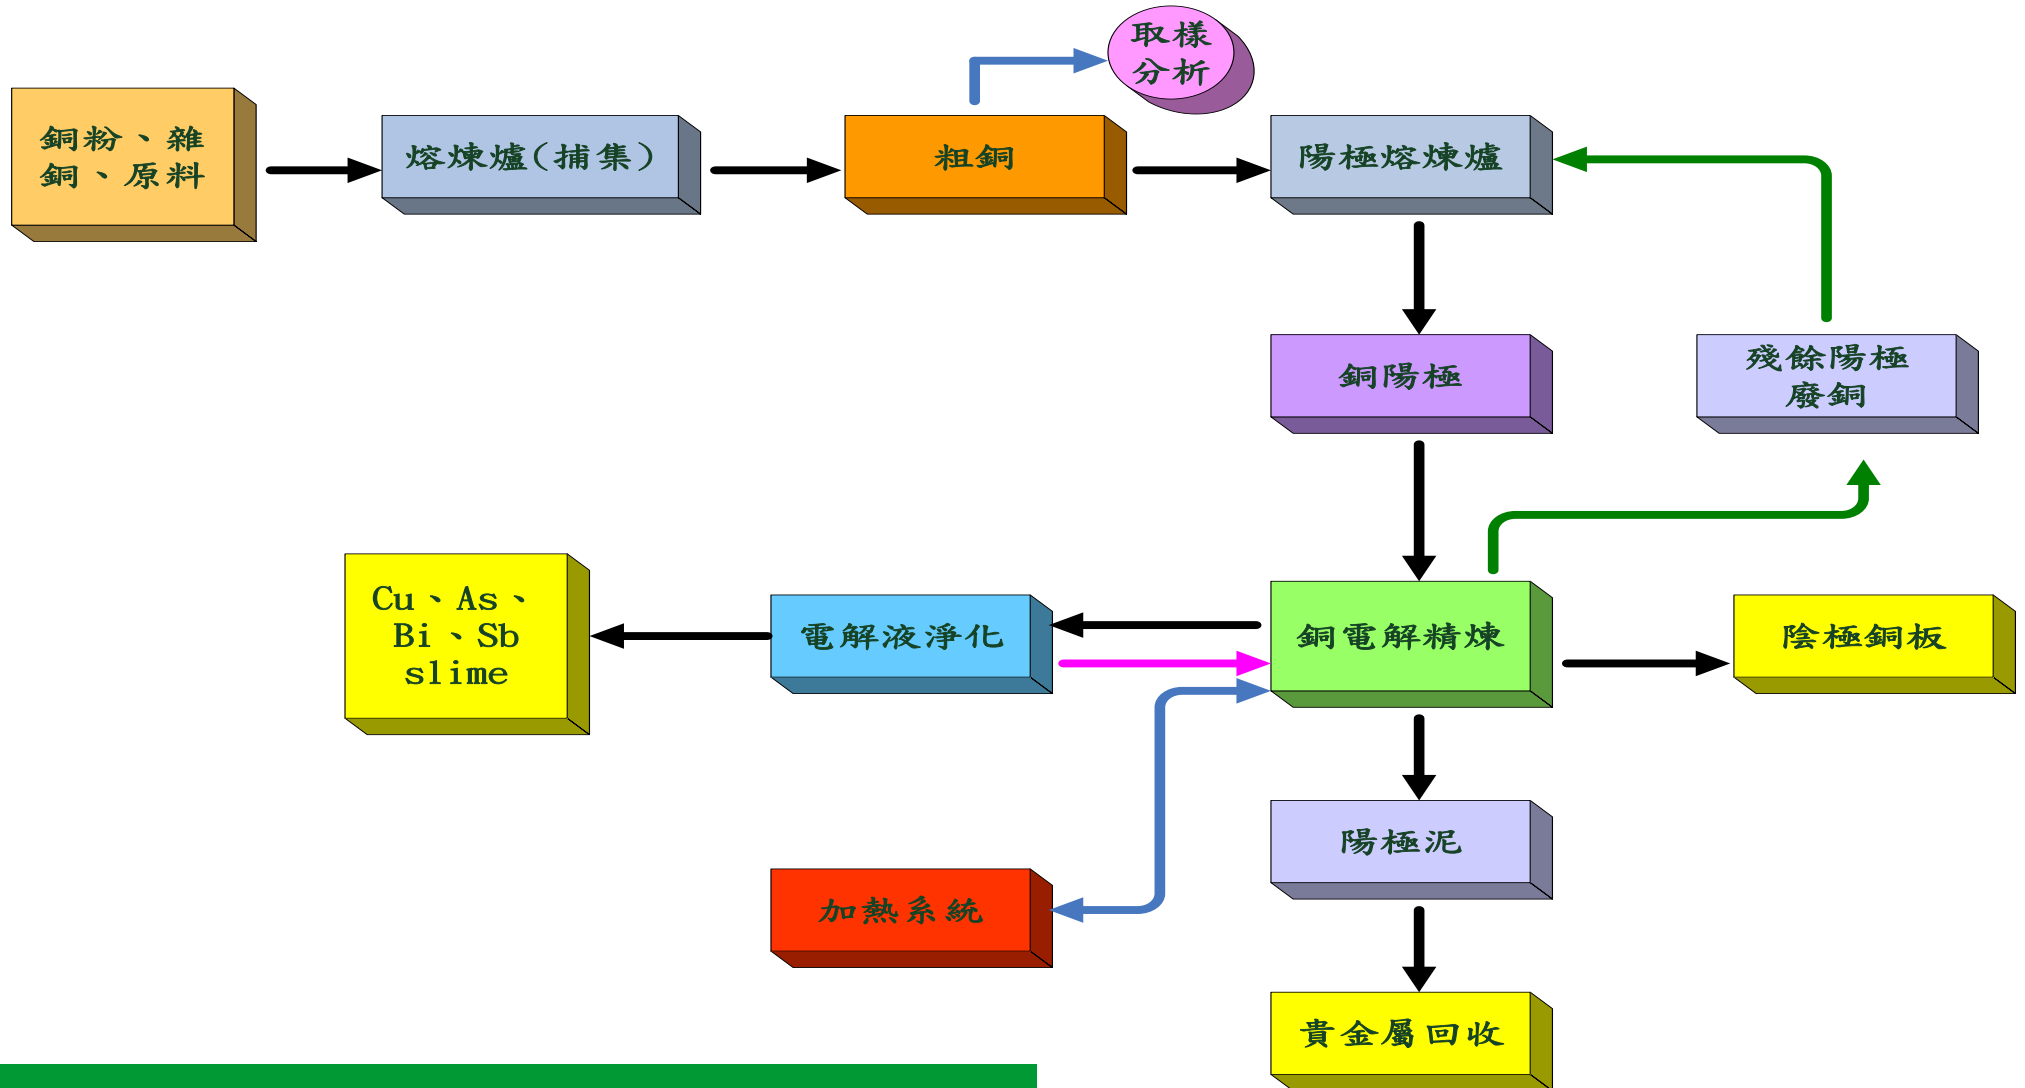 取樣
分析
銅粉、雜
銅、原料
熔煉爐(捕集)
粗銅
陽極熔煉爐
銅陽極
殘餘陽極
廢銅
Cu、As、
Bi、Sb
slime
電解液淨化
銅電解精煉
陰極銅板
陽極泥
加熱系統
貴金屬回收